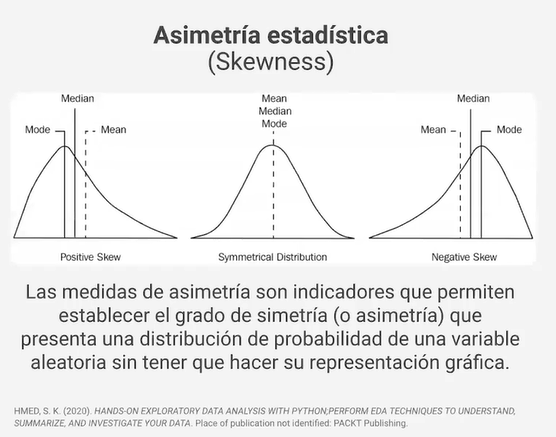 Asimetría estadística
(Skewness)
Median
Mode
Mean
Mean
Median
Mode
Median
Mean
Mode
Positive Skew
Symmetrical Distribution
Negative Skew
Las medidas de asimetría son indicadores que permiten
establecer el grado de simetría (o asimetría) que
presenta una distribución de probabilidad de una variable
aleatoria sin tener que hacer su representación gráfica.
HMED, S. K. (2020). HANDS-ON EXPLORATORY DATA ANALYSIS WITH PYTHON;PERFORM EDA TECHNIQUES TO UNDERSTAND,
SUMMARIZE, AND INVESTIGATE YOUR DATA. Place of publication not identified: PACKT Publishing.